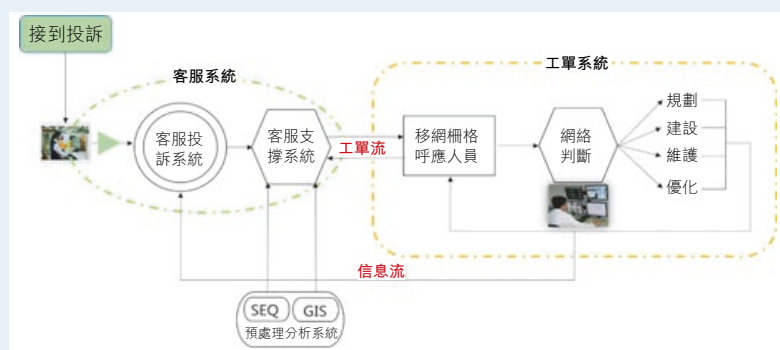 接到投訴
客服系統
工單系統
客服投
訴系統
客服支
撐系統
工單流
移網柵格
呼應人員
網絡
判斷
規劃
建設
維護
優化
信息流
SEQ
GIS
預處理分析系統